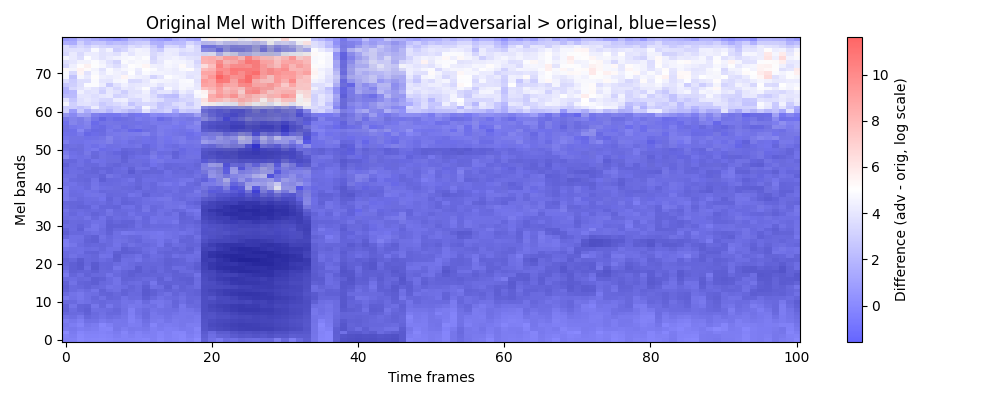 Original Mel with Differences (red=adversarial > original, blue=less)
Mel bands
70
60
50
40
30
20
10
0
0 20 40 60 80 100
Time frames
10
8
6
4
2
0
Difference (adv - orig, log scale)